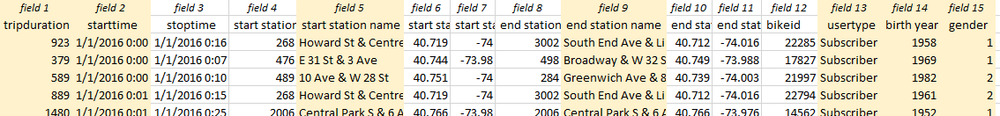 field 1 field 2 field 3 field 4 field 5 field 6 field 7 field 8 field 9 field 10 field 11 field 12 field 13 field 14 field 15
tripduration starttime stoptime start station start station name start sta start sta end station end station name end sta end stat bikeid usertype birth year gender
923 1/1/2016 0:00 1/1/2016 0:16 268 Howard St & Centre 40.719 -74 3002 South End Ave & Li 40.712 -74.016 22285 Subscriber 1958 1
379 1/1/2016 0:00 1/1/2016 0:07 476 E 31 St & 3 Ave 40.744 -73.98 498 Broadway & W 32 S 40.749 -73.988 17827 Subscriber 1969 1
589 1/1/2016 0:00 1/1/2016 0:10 489 10 Ave & W 28 St 40.751 -74 284 Greenwich Ave & 8 40.739 -74.003 21997 Subscriber 1982 2
889 1/1/2016 0:01 1/1/2016 0:15 268 Howard St & Centre 40.719 -74 3002 South End Ave & Li 40.712 -74.016 22794 Subscriber 1961 2
1480 1/1/2016 0:01 1/1/2016 0:25 2006 Central Park S & 6 A 40.766 -73.98 2006 Central Park S & 6 A 40.766 -73.976 14562 Subscriber 1952 1